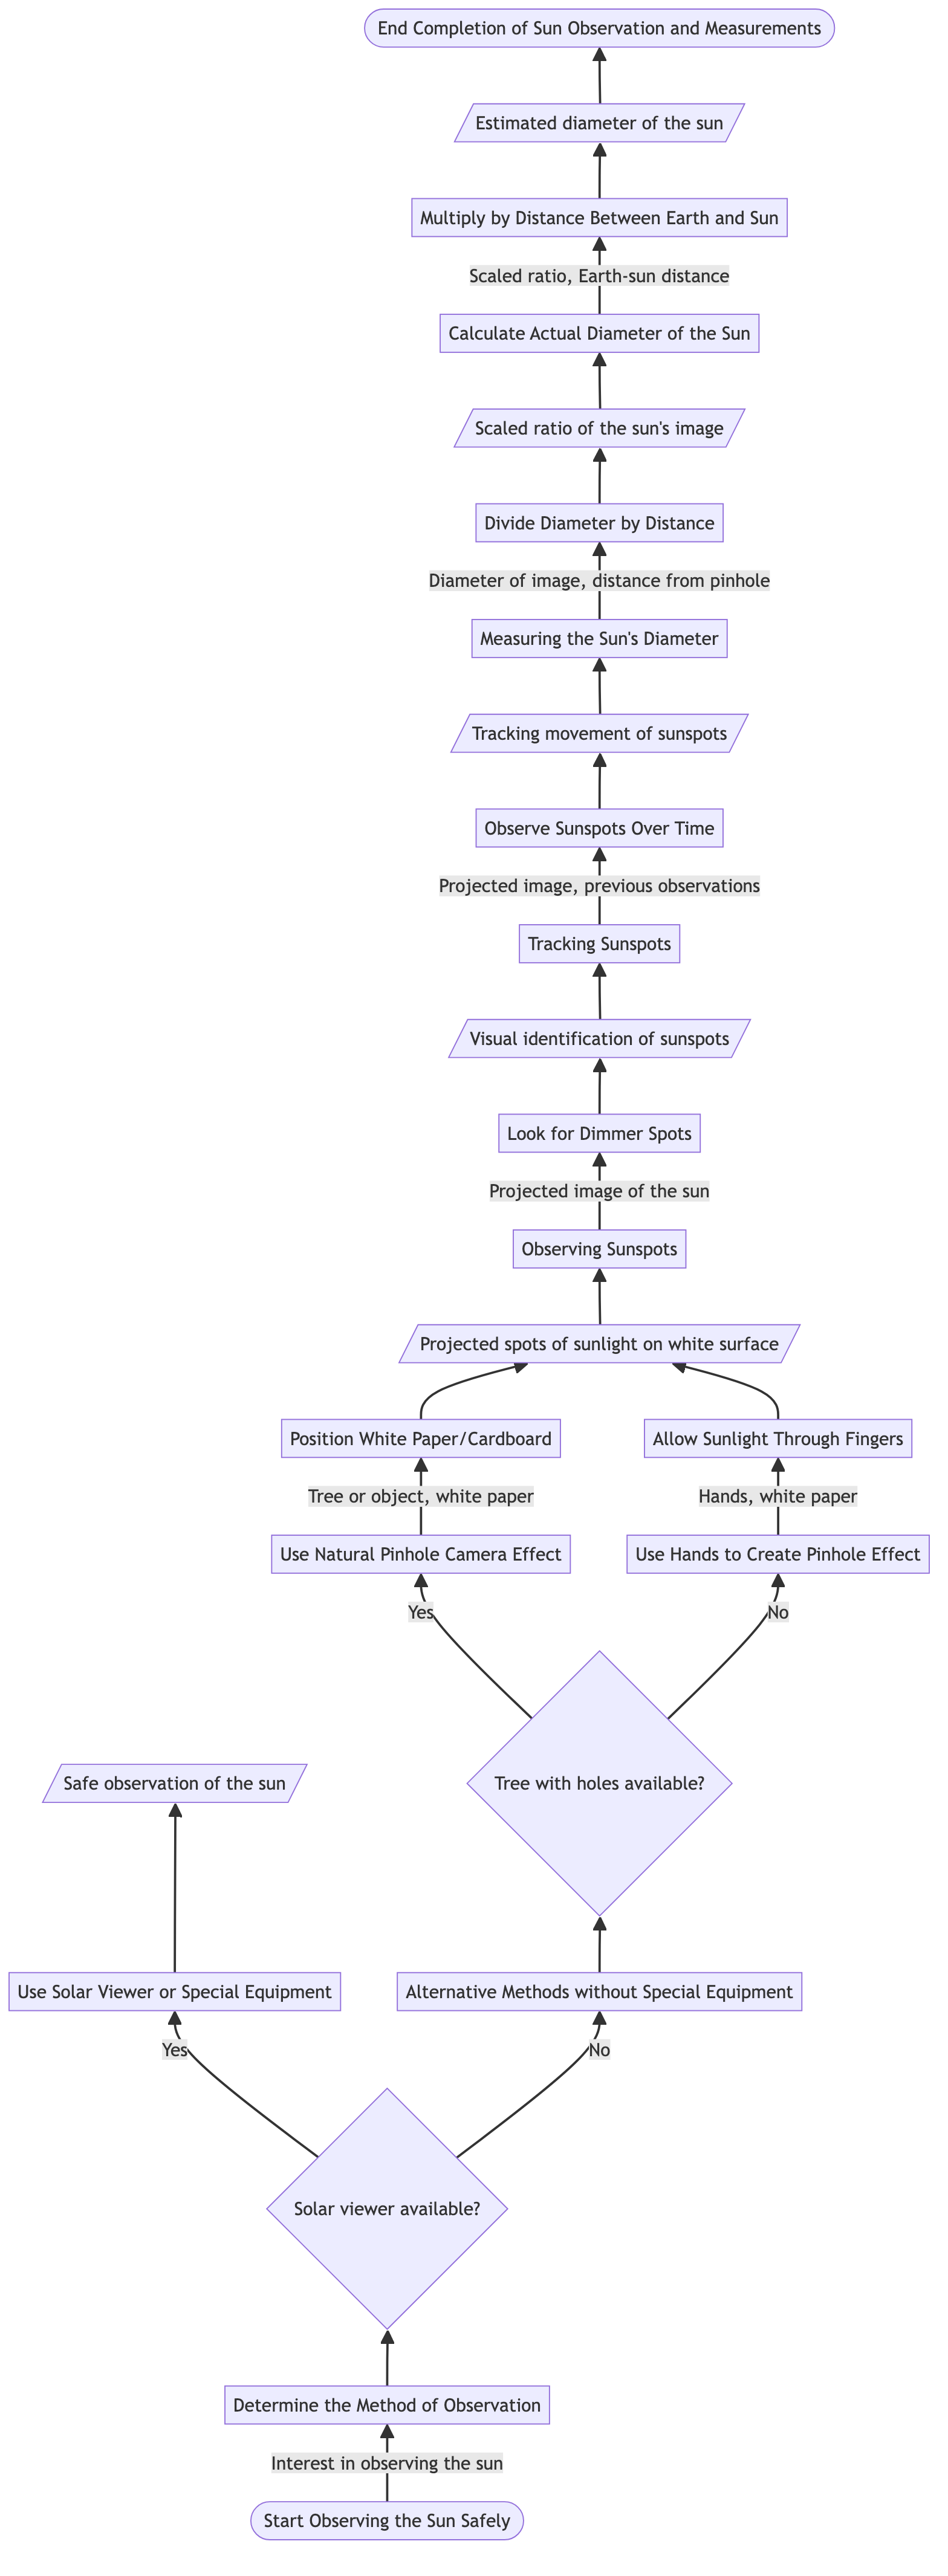 End Completion of Sun Observation and Measurements
Estimated diameter of the sun
Multiply by Distance Between Earth and Sun
Scaled ratio, Earth-sun distance
Calculate Actual Diameter of the Sun
Scaled ratio of the sun's image
Divide Diameter by Distance
Diameter of image, distance from pinhole
Measuring the Sun's Diameter
Tracking movement of sunspots
Observe Sunspots Over Time
Projected image, previous observations
Tracking Sunspots
Visual identification of sunspots
Look for Dimmer Spots
Projected image of the sun
Observing Sunspots
Projected spots of sunlight on white surface
Position White Paper/Cardboard
Allow Sunlight Through Fingers
Tree or object, white paper
Hands, white paper
Use Natural Pinhole Camera Effect
Use Hands to Create Pinhole Effect
Yes
No
Tree with holes available?
Safe observation of the sun
Use Solar Viewer or Special Equipment
Alternative Methods without Special Equipment
Yes
No
Solar viewer available?
Determine the Method of Observation
Interest in observing the sun
Start Observing the Sun Safely